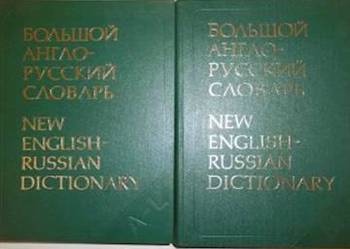 БОЛЬШОЙ
АНГЛО-
РУССКИЙ
СЛОВАРЬ
NEW
ENGLISH-
RUSSIAN
DICTIONARY
БОЛЬШОЙ
АНГЛО-
РУССКИЙ
СЛОВАРЬ
NEW
ENGLISH-
RUSSIAN
DICTIONARY